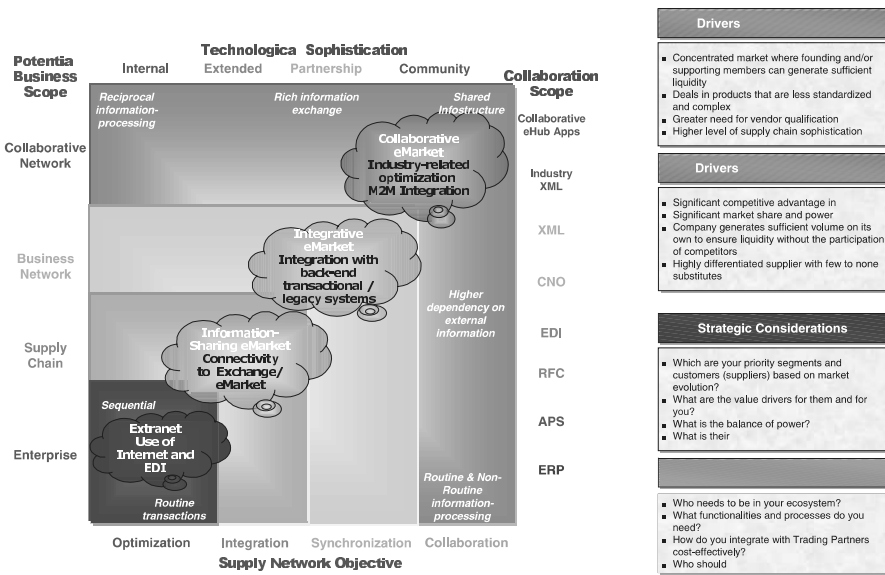 Technologica Sophistication
Potentia
Business
Scope
Internal
Extended
Partnership
Community
Collaboration
Scope
Reciprocal
information-
processing
Rich information
exchange
Shared
Infostructure
Collaborative
eMarket
Industry-related
optimization
M2M Integration
Collaborative
eHub Apps
Collaborative
Network
Industry
XML
Integrative
eMarket
Integration with
back-end
transactional /
legacy systems
XML
Business
Network
CNO
Higher
dependency on
external
information
Information-
Sharing eMarket
Connectivity
to Exchange/
eMarket
EDI
Supply
Chain
RFC
Sequential
Extranet
Use of
Internet and
EDI
APS
Enterprise
ERP
Routine
transactions
Routine & Non-
Routine
information-
processing
Optimization
Integration
Synchronization
Collaboration
Supply Network Objective
Drivers
Concentrated market where founding and/or
supporting members can generate sufficient
liquidity
Deals in products that are less standardized
and complex
Greater need for vendor qualification
Higher level of supply chain sophistication
Drivers
Significant competitive advantage in
Significant market share and power
Company generates sufficient volume on its
own to ensure liquidity without the participation
of competitors
Highly differentiated supplier with few to none
substitutes
Strategic Considerations
Which are your priority segments and
customers (suppliers) based on market
evolution?
What are the value drivers for them and for
you?
What is the balance of power?
What is their
Who needs to be in your ecosystem?
What functionalities and processes do you
need?
How do you integrate with Trading Partners
cost-effectively?
Who should